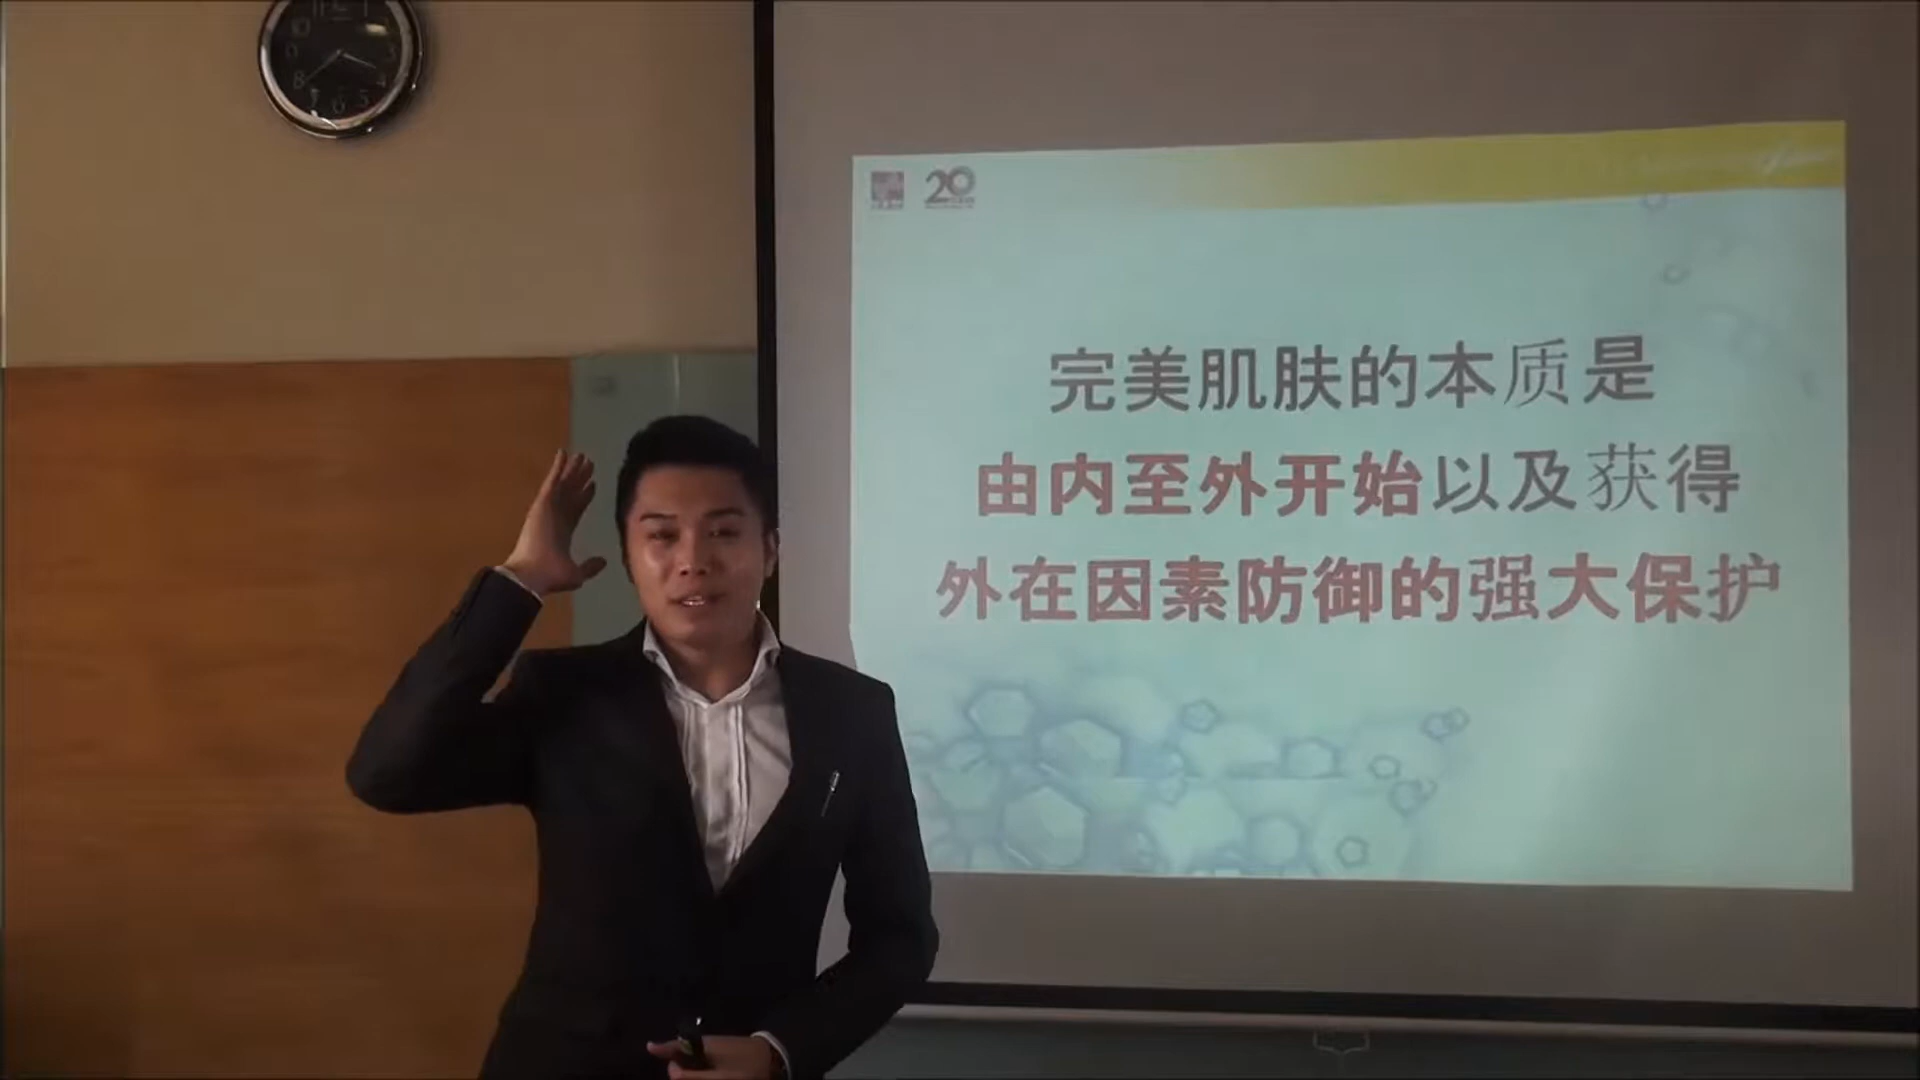 20
完美肌肤的本质是
由内至外开始以及获得
外在因素防御的强大保护